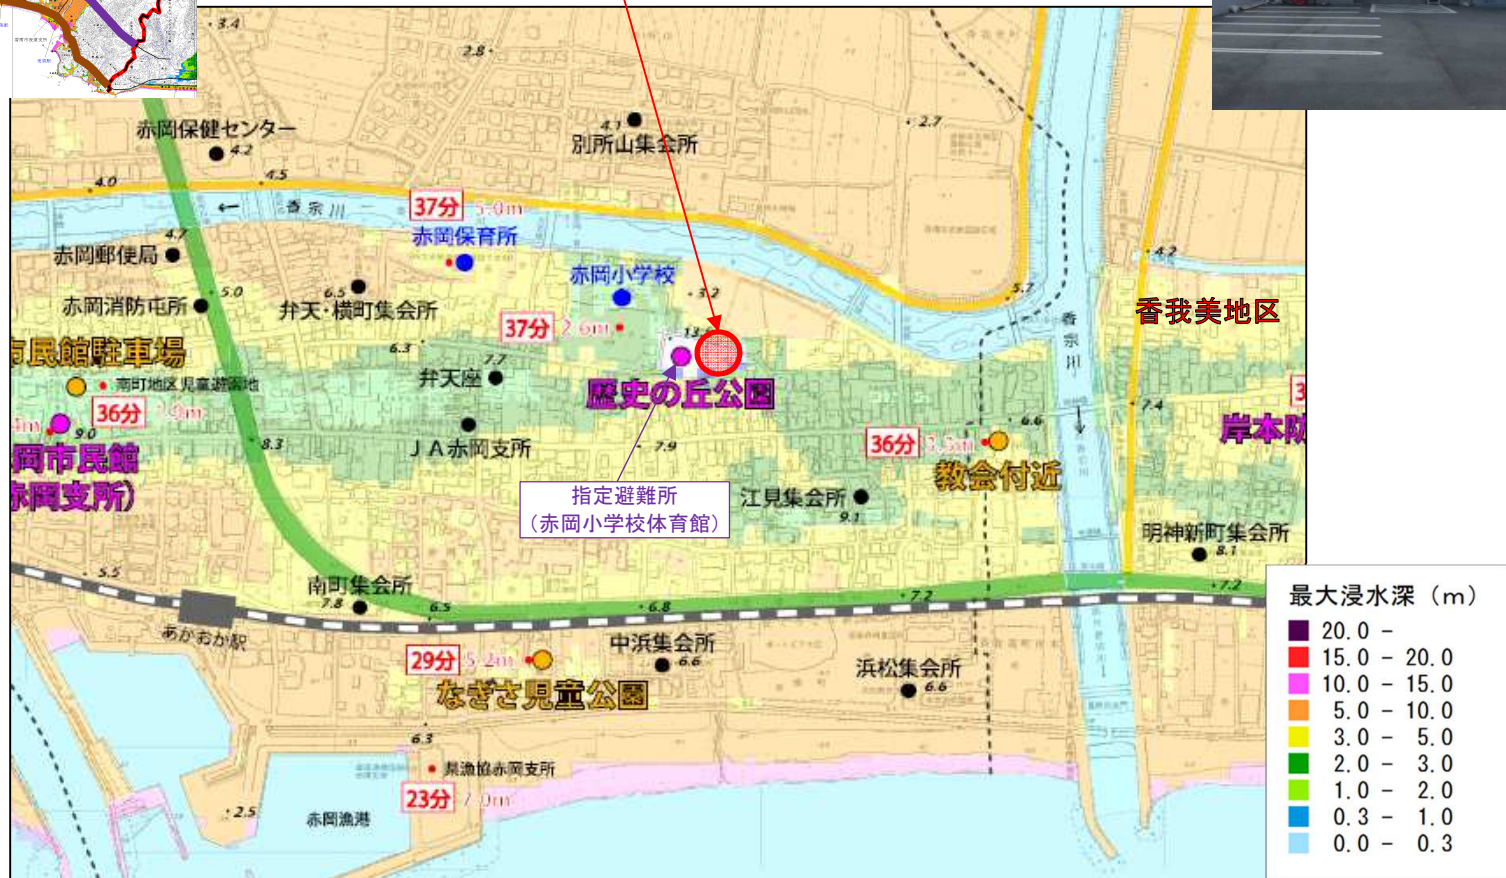 3.4
2.8
赤岡保健センター
4.2
4.1
別所山集会所
2.7
4.0
4.5
香宗川
37分 5.0m
赤岡保育所
4.7
赤岡郵便局
4.2
赤岡小学校
5.0
赤岡消防屯所
6.5
弁天・横町集会所
3.2
5.7
香我美地区
香宗川
37分 2.6m
市民館駐車場
6.3
7.7
弁天座
南町地区児童遊園地
歴史の丘公園
36分
9.0
岡市民館
赤岡支所)
8.3
JA赤岡支所
7.9
36分 3.5m
6.6
7.4
岸本防
教会付近
指定避難所
(赤岡小学校体育館)
江見集会所
9.1
明神新町集会所
8.1
5.5
南町集会所
7.8
6.5
6.8
7.2
7.2
あかおか駅
29分 5.2m
中浜集会所
6.6
浜松集会所
6.6
なぎさ児童公園
6.3
県漁協赤岡支所
23分 7.0m
2.5
赤岡漁港
最大浸水深（m）
20.0 -
15.0 - 20.0
10.0 - 15.0
5.0 - 10.0
3.0 - 5.0
2.0 - 3.0
1.0 - 2.0
0.3 - 1.0
0.0 - 0.3